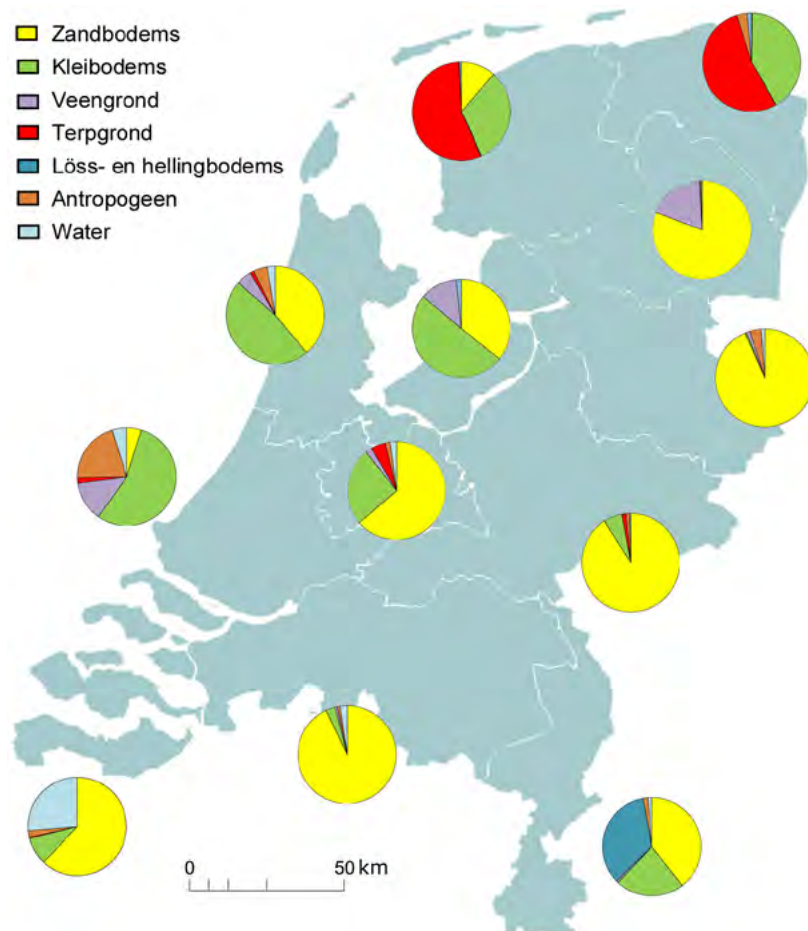 Zandbodems
Kleibodems
Veengrond
Terpgrond
Löss- en hellingbodems
Antropogeen
Water
0 50 km